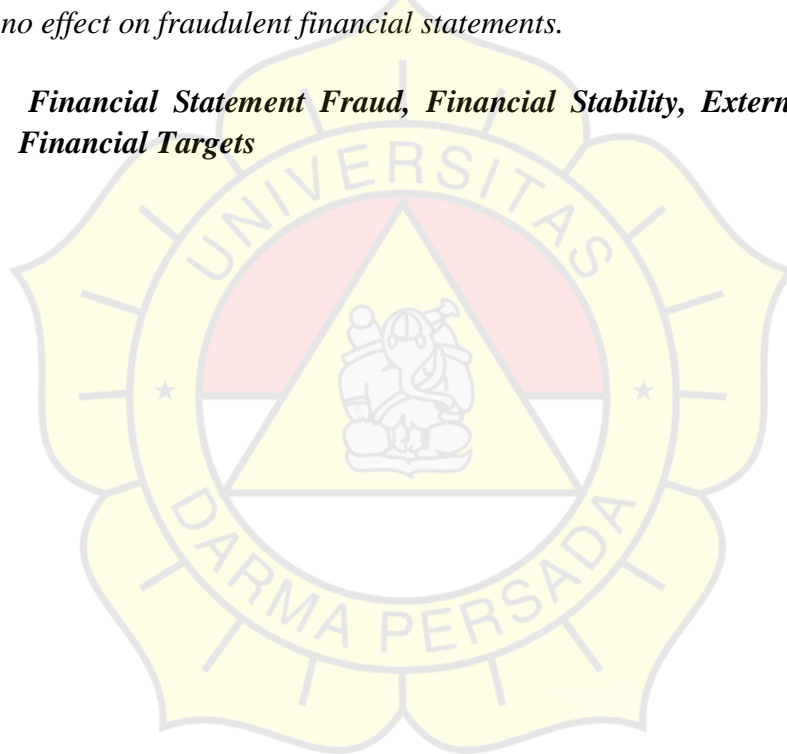 no effect on fraudulent financial statements.
Financial Statement Fraud, Financial Stability, Extern
Financial Targets
UNIVERSITAS
DARMA PERSADA